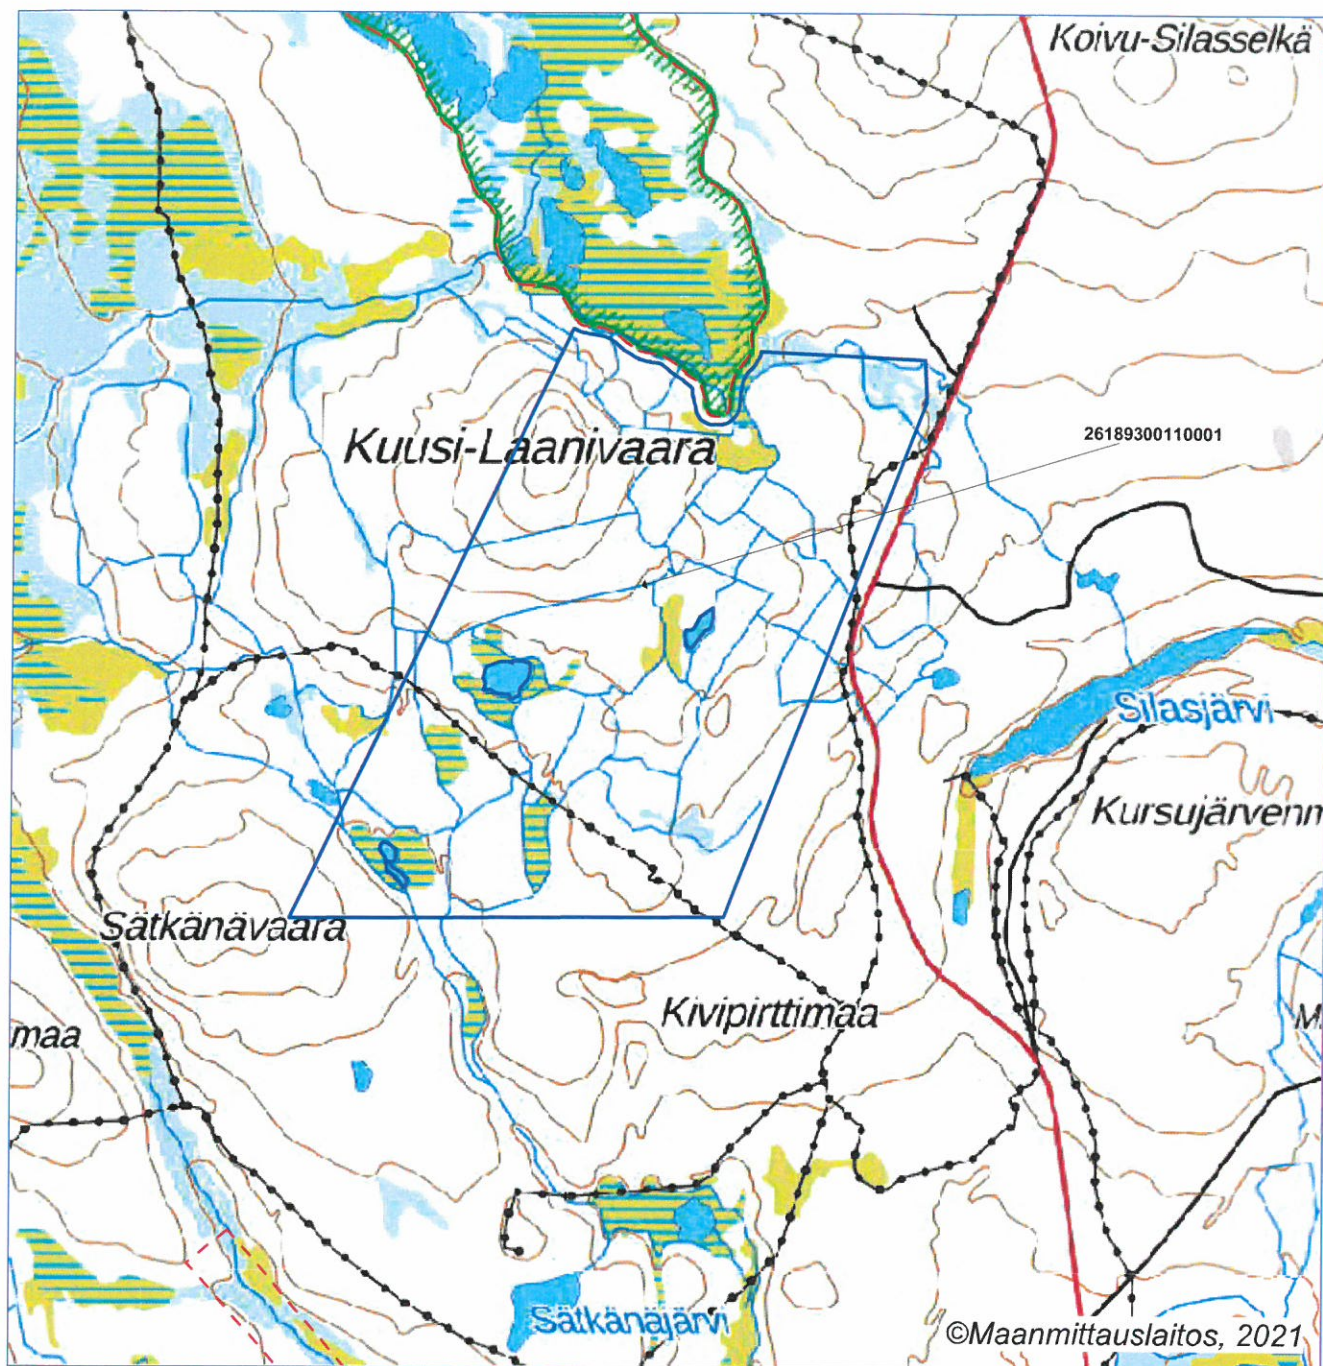 Koivu-Silasselkä
Kuusi-Laanivaara
26189300110001
Silasjärvi
Kursujärvenm
Sätkänävaara
Kivipirttimaa
maa
Sätkänäjärvi
©Maanmittauslaitos, 2021